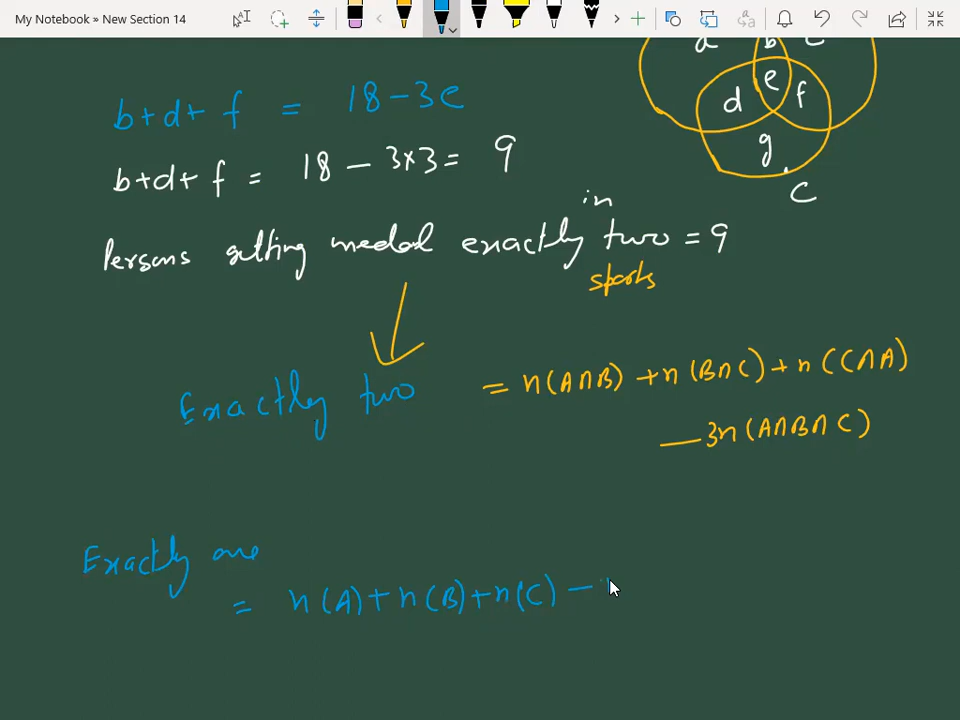 My Notebook » New Section 14
a b c
e
d f
g
C
b+d+f = 18-3e
b+d+f = 18 - 3×3 = 9
in
Persons getting medal exactly two = 9
sports
Exactly two = n(A∩B) + n(B∩C) + n(C∩A)
- 3n(A∩B∩C)
Exactly one
= n(A) + n(B) + n(C) -